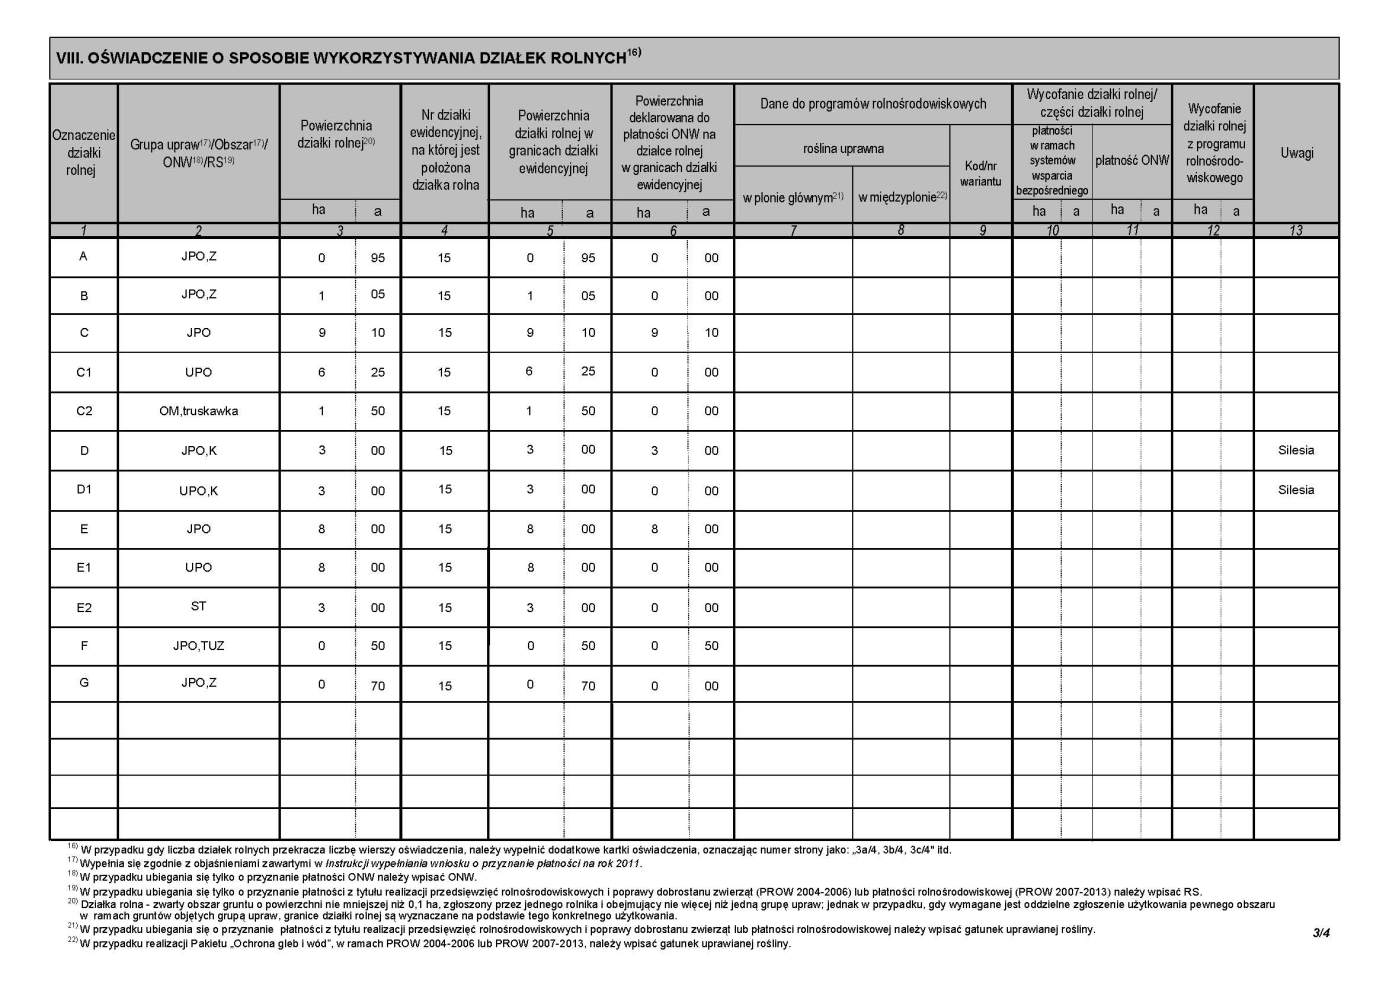 VIII. OŚWIADCZENIE O SPOSOBIE WYKORZYSTYWANIA DZIAŁEK ROLNYCH16)
Oznaczenie działki rolnej
Grupa upraw17)/Obszar17)/ ONW18)/RS19)
Powierzchnia działki rolnej20)
ha a
Nr działki ewidencyjnej, na której jest położona działka rolna
Powierzchnia działki rolnej w granicach działki ewidencyjnej
ha a
Powierzchnia deklarowana do płatności ONW na działce rolnej w granicach działki ewidencyjnej
ha a
Dane do programów rolnośrodowiskowych
roślina uprawna
w plonie głównym21)
w międzyplonie22)
Kod/nr wariantu
Wycofanie działki rolnej/ części działki rolnej
płatności w ramach systemów wsparcia bezpośredniego
ha a
płatność ONW
ha a
Wycofanie działki rolnej z programu rolnośrodo- wiskowego
ha a
Uwagi
1 2 3 4 5 6 7 8 9 10 11 12 13
A JPO,Z 0 95 15 0 95 0 00
B JPO,Z 1 05 15 1 05 0 00
C JPO 9 10 15 9 10 9 10
C1 UPO 6 25 15 6 25 0 00
C2 OM,truskawka 1 50 15 1 50 0 00
D JPO,K 3 00 15 3 00 3 00 Silesia
D1 UPO,K 3 00 15 3 00 0 00 Silesia
E JPO 8 00 15 8 00 8 00
E1 UPO 8 00 15 8 00 0 00
E2 ST 3 00 15 3 00 0 00
F JPO,TUZ 0 50 15 0 50 0 50
G JPO,Z 0 70 15 0 70 0 00
16) W przypadku gdy liczba działek rolnych przekracza liczbę wierszy oświadczenia, należy wypełnić dodatkowe kartki oświadczenia, oznaczając numer strony jako: „3a/4, 3b/4, 3c/4" itd.
17) Wypełnia się zgodnie z objaśnieniami zawartymi w Instrukcji wypełniania wniosku o przyznanie płatności na rok 2011.
18) W przypadku ubiegania się tylko o przyznanie płatności ONW należy wpisać ONW.
19) W przypadku ubiegania się tylko o przyznanie płatności z tytułu realizacji przedsięwzięć rolnośrodowiskowych i poprawy dobrostanu zwierząt (PROW 2004-2006) lub płatności rolnośrodowiskowej (PROW 2007-2013) należy wpisać RS.
20) Działka rolna - zwarty obszar gruntu o powierzchni nie mniejszej niż 0,1 ha, zgłoszony przez jednego rolnika i obejmujący nie więcej niż jedną grupę upraw; jednak w przypadku, gdy wymagane jest oddzielne zgłoszenie użytkowania pewnego obszaru
w ramach gruntów objętych grupą upraw, granice działki rolnej są wyznaczane na podstawie tego konkretnego użytkowania.
21) W przypadku ubiegania się o przyznanie płatności z tytułu realizacji przedsięwzięć rolnośrodowiskowych i poprawy dobrostanu zwierząt lub płatności rolnośrodowiskowej należy wpisać gatunek uprawianej rośliny.
22) W przypadku realizacji Pakietu „Ochrona gleb i wód”, w ramach PROW 2004-2006 lub PROW 2007-2013, należy wpisać gatunek uprawianej rośliny.
3/4